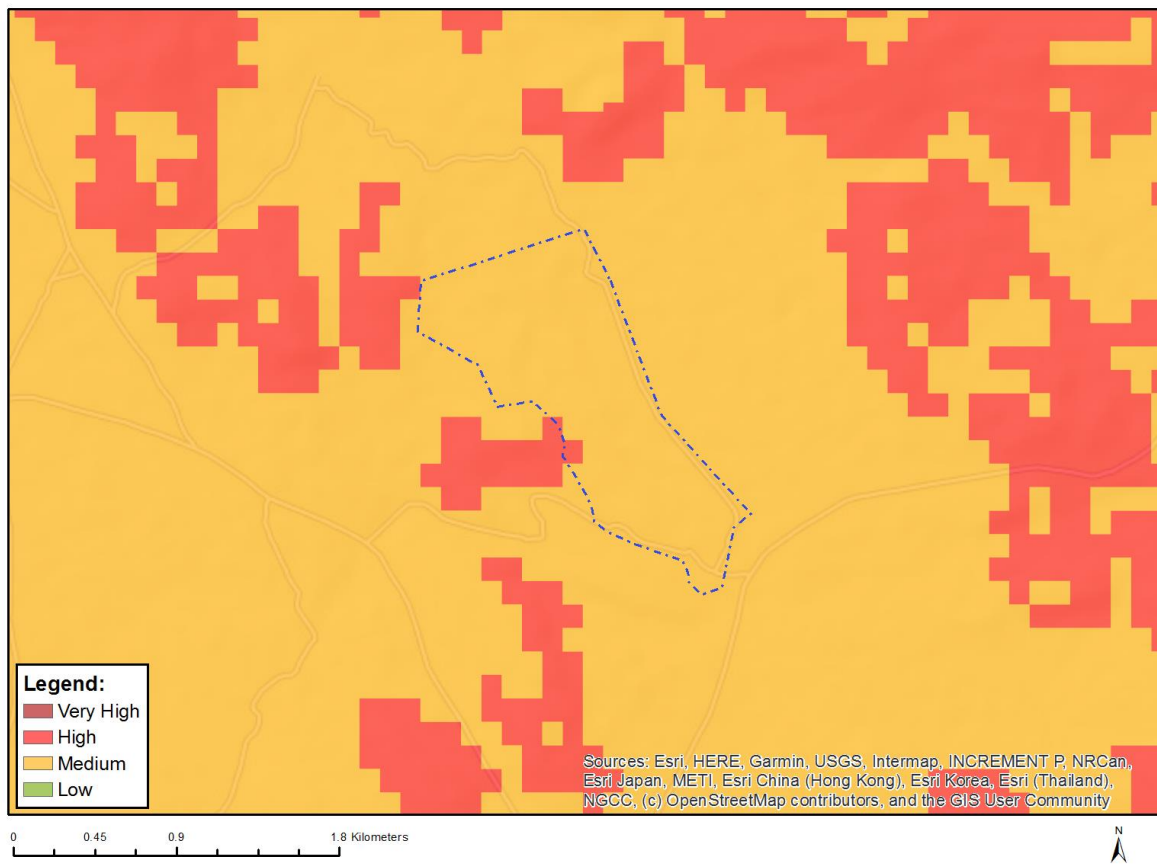 Legend:
Very High
High
Medium
Low
Sources: Esri, HERE, Garmin, USGS, Intermap, INCREMENT P, NRCan,
Esri Japan, METI, Esri China (Hong Kong), Esri Korea, Esri (Thailand),
NGCC, (c) OpenStreetMap contributors, and the GIS User Community
0 0.45 0.9 1.8 Kilometers
N